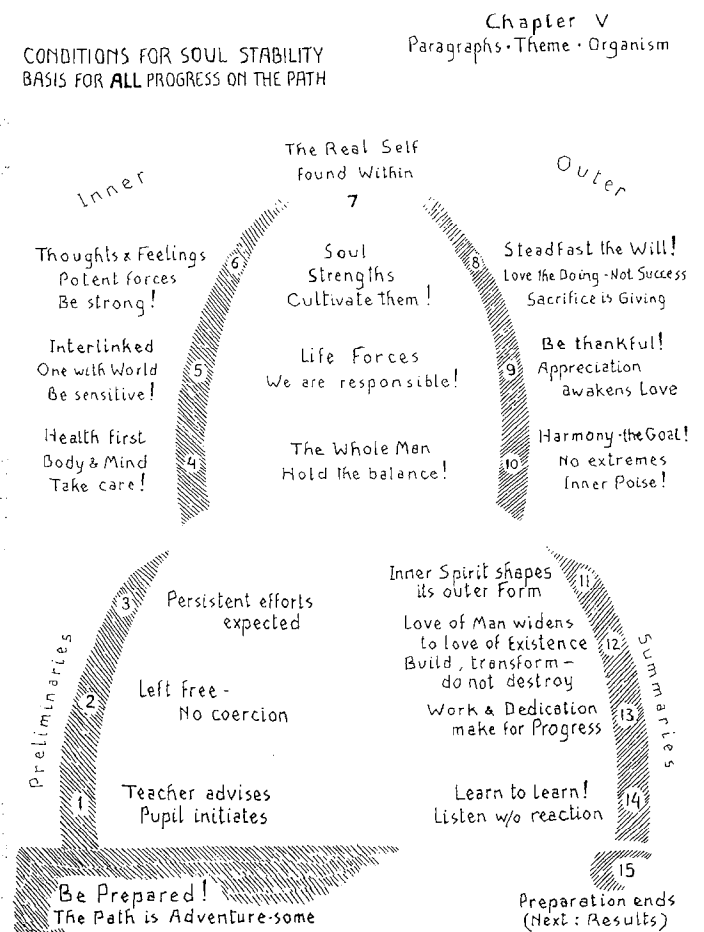 Chapter V
Paragraphs · Theme · Organism
CONDITIONS FOR SOUL STABILITY
BASIS FOR ALL PROGRESS ON THE PATH
The Real Self
Found Within
7
Inner
Outer
6
Thoughts & Feelings
Potent forces
Be strong!
Soul
Strengths
Cultivate them!
8
Steadfast the Will!
Love the Doing - Not Success
Sacrifice is Giving
5
Interlinked
One with World
Be sensitive!
Life Forces
We are responsible!
9
Be thankful!
Appreciation
awakens Love
4
Health first
Body & Mind
Take care!
The Whole Man
Hold the balance!
10
Harmony - the Goal!
No extremes
Inner Poise!
Preliminaries
3
Persistent efforts
expected
2
Left Free -
No coercion
1
Teacher advises
Pupil initiates
Summaries
Inner Spirit shapes
its outer Form
11
Love of Man widens
to love of Existence
Build, transform -
do not destroy
12
Work & Dedication
make for Progress
13
Learn to Learn!
Listen w/o reaction
14
Be Prepared!
The Path is Adventure-some
15
Preparation ends
(Next : Results)